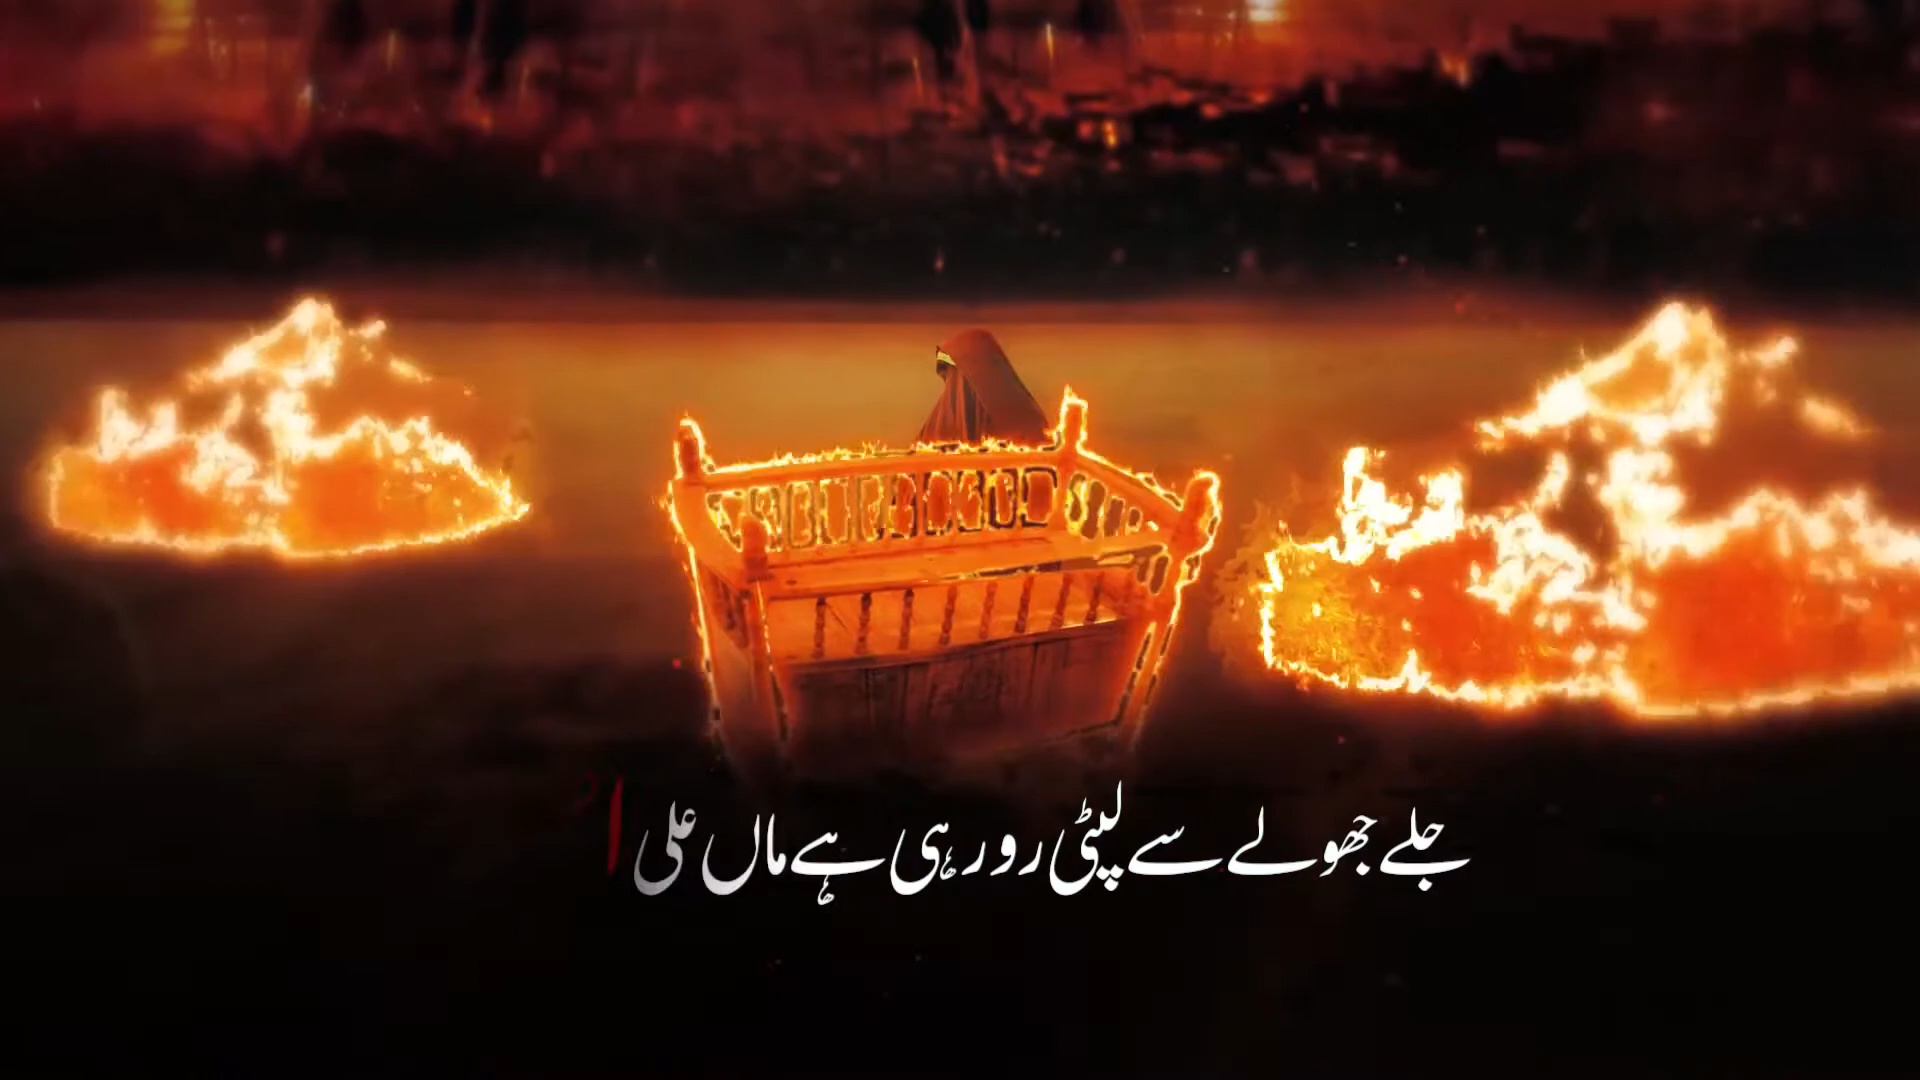 جلے جھولے سے لپٹی رو رہی ہے ماں علی ا